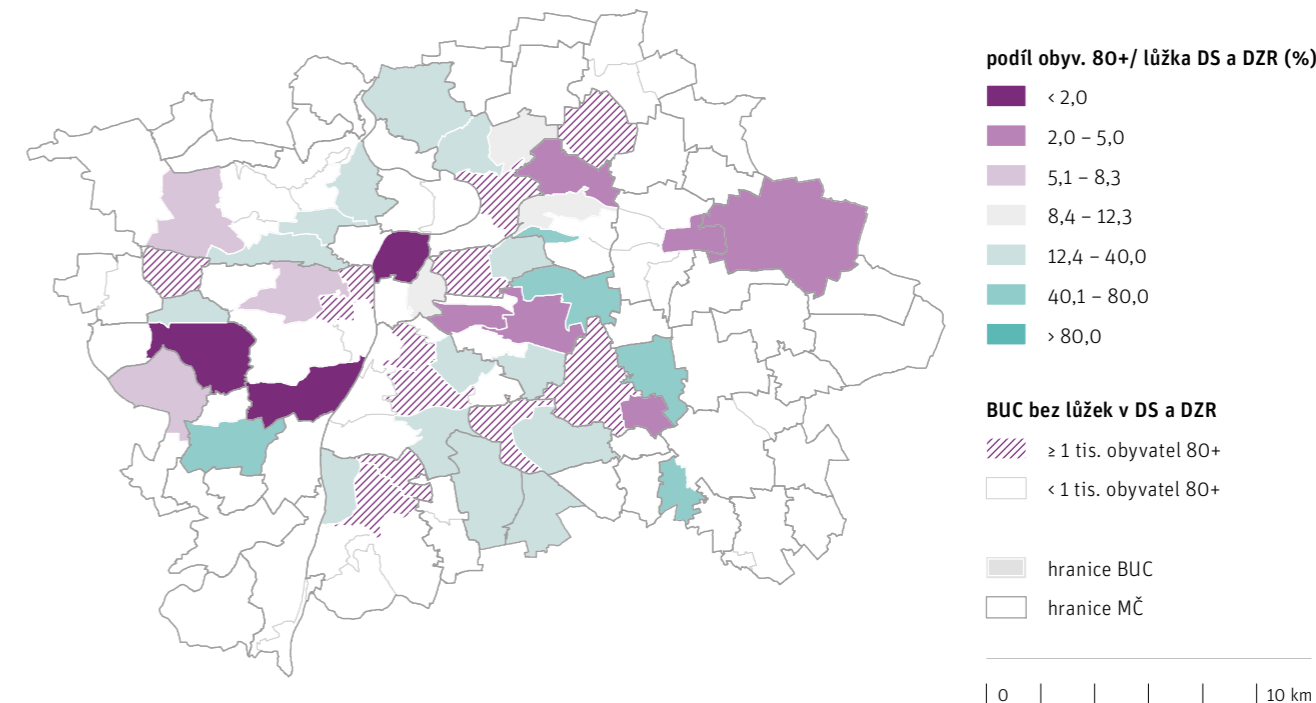 podíl obyv. 80+/ lůžka DS a DZR (%)
< 2,0
2,0 – 5,0
5,1 – 8,3
8,4 – 12,3
12,4 – 40,0
40,1 – 80,0
> 80,0
BUC bez lůžek v DS a DZR
≥ 1 tis. obyvatel 80+
< 1 tis. obyvatel 80+
hranice BUC
hranice MČ
0 10 km